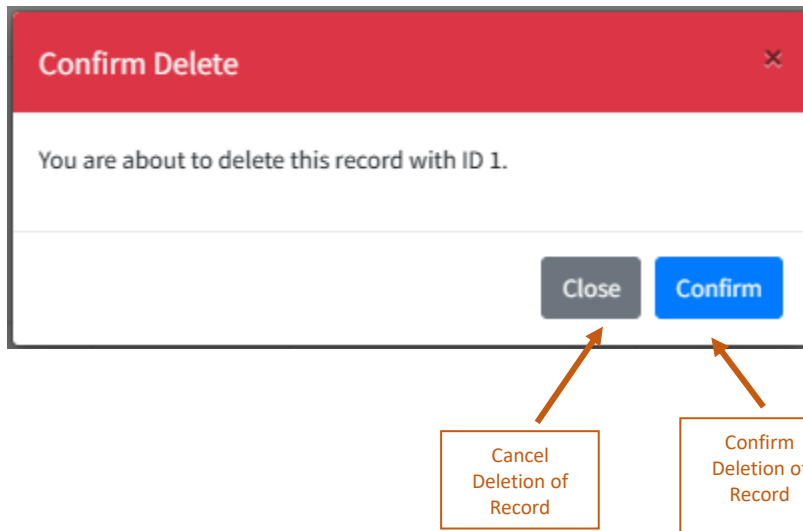 Confirm Delete ×
You are about to delete this record with ID 1.
Close Confirm
Cancel
Deletion of
Record
Confirm
Deletion of
Record